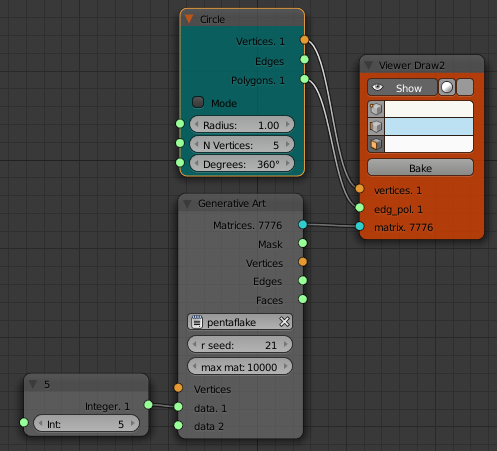 Circle
Vertices. 1
Edges
Polygons. 1
Mode
Radius: 1.00
N Vertices: 5
Degrees: 360°
Viewer Draw2
Show
Bake
vertices. 1
edg_pol. 1
matrix. 7776
Generative Art
Matrices. 7776
Mask
Vertices
Edges
Faces
pentaflake
r seed: 21
max mat: 10000
Vertices
data. 1
data 2
5
Integer. 1
Int: 5